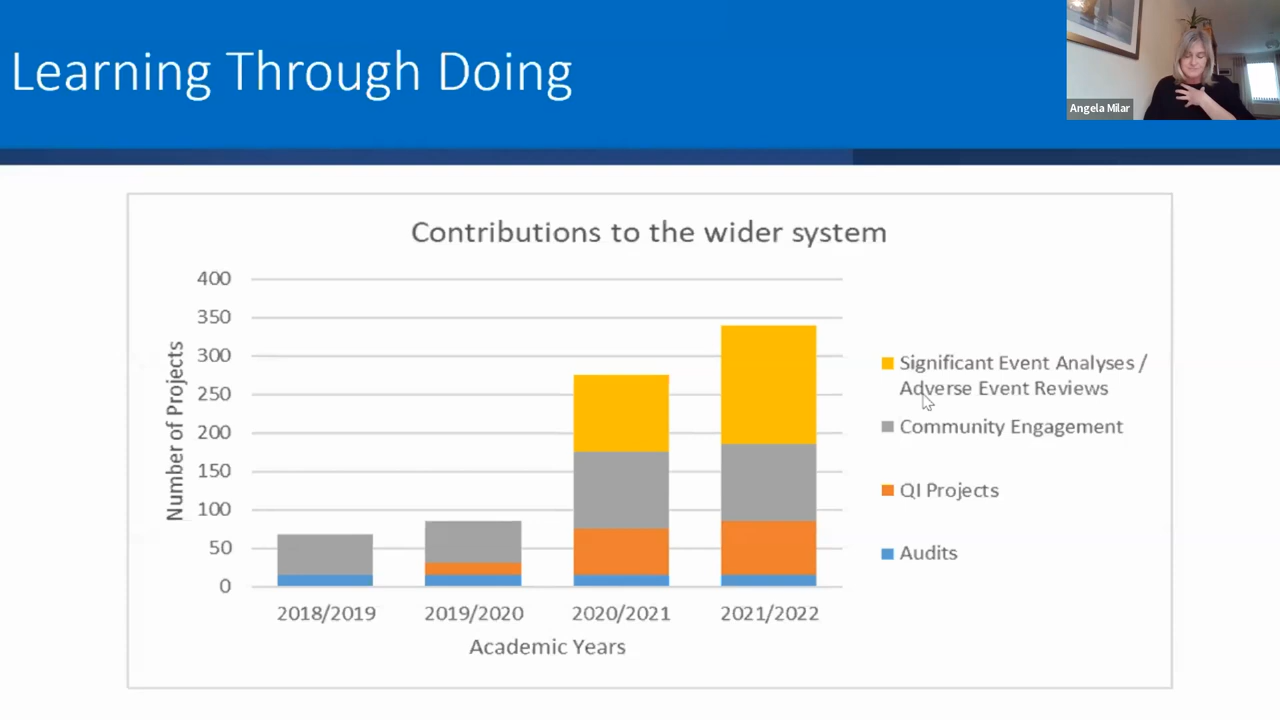 Learning Through Doing
Angela Milar
Contributions to the wider system
400
350
300
250
200
150
100
50
0
Number of Projects
2018/2019 2019/2020 2020/2021 2021/2022
Academic Years
Significant Event Analyses /
Adverse Event Reviews
Community Engagement
QI Projects
Audits